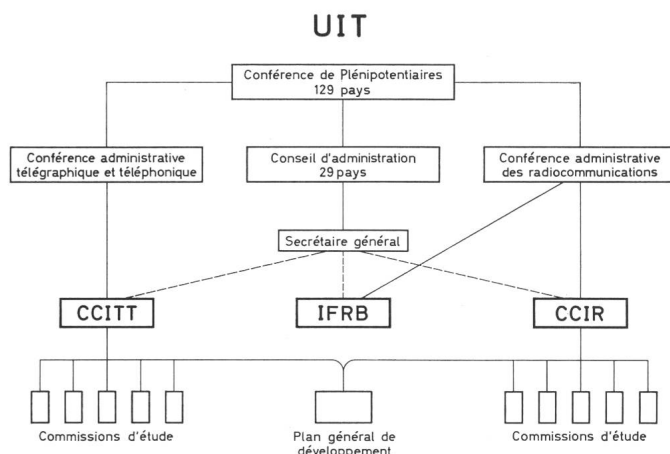 UIT
Conférence de Plénipotentiaires
129 pays
Conférence administrative
télégraphique et téléphonique
Conseil d'administration
29 pays
Conférence administrative
des radiocommunications
Secrétaire général
CCITT
IFRB
CCIR
Commissions d'étude
Plan général de
développement
Commissions d'étude